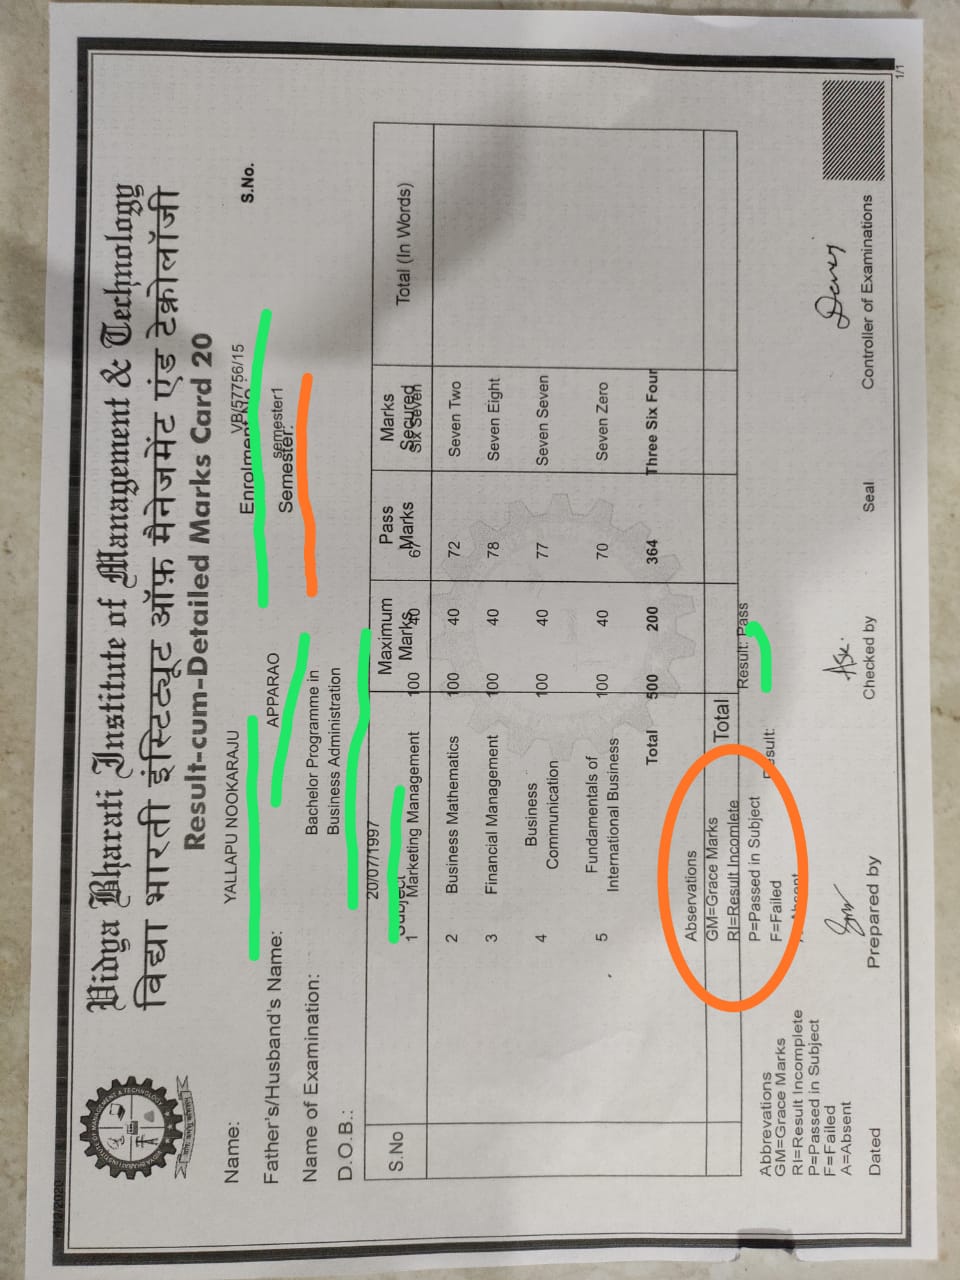 4/12/2020
Vidya Bharati Institute of Management & Technology
विद्या भारती इंस्टिट्यूट ऑफ़ मैनेजमेंट एंड टेक्नोलॉजी
Result-cum-Detailed Marks Card 20
Name: YALLAPU NOOKARAJU Enrolment No.: VB/57756/15 S.No.
Father's/Husband's Name: APPARAO Semester: semester1
Name of Examination: Bachelor Programme in
Business Administration
D.O.B.: 20/07/1997
S.No Subject Maximum Marks Pass Marks Marks Secured Total (In Words)
1 Marketing Management 100 40 67 Six Seven
2 Business Mathematics 100 40 72 Seven Two
3 Financial Management 100 40 78 Seven Eight
4 Business Communication 100 40 77 Seven Seven
5 Fundamentals of International Business 100 40 70 Seven Zero
Total 500 200 364 Three Six Four
Abservations
GM=Grace Marks
RI=Result Incomlete
P=Passed in Subject
F=Failed
A=Absent
Total
Result: Pass
Result:
Abbrevations
GM=Grace Marks
RI=Result Incomplete
P=Passed in Subject
F=Failed
A=Absent
Dated Prepared by Checked by Seal Controller of Examinations
1/1